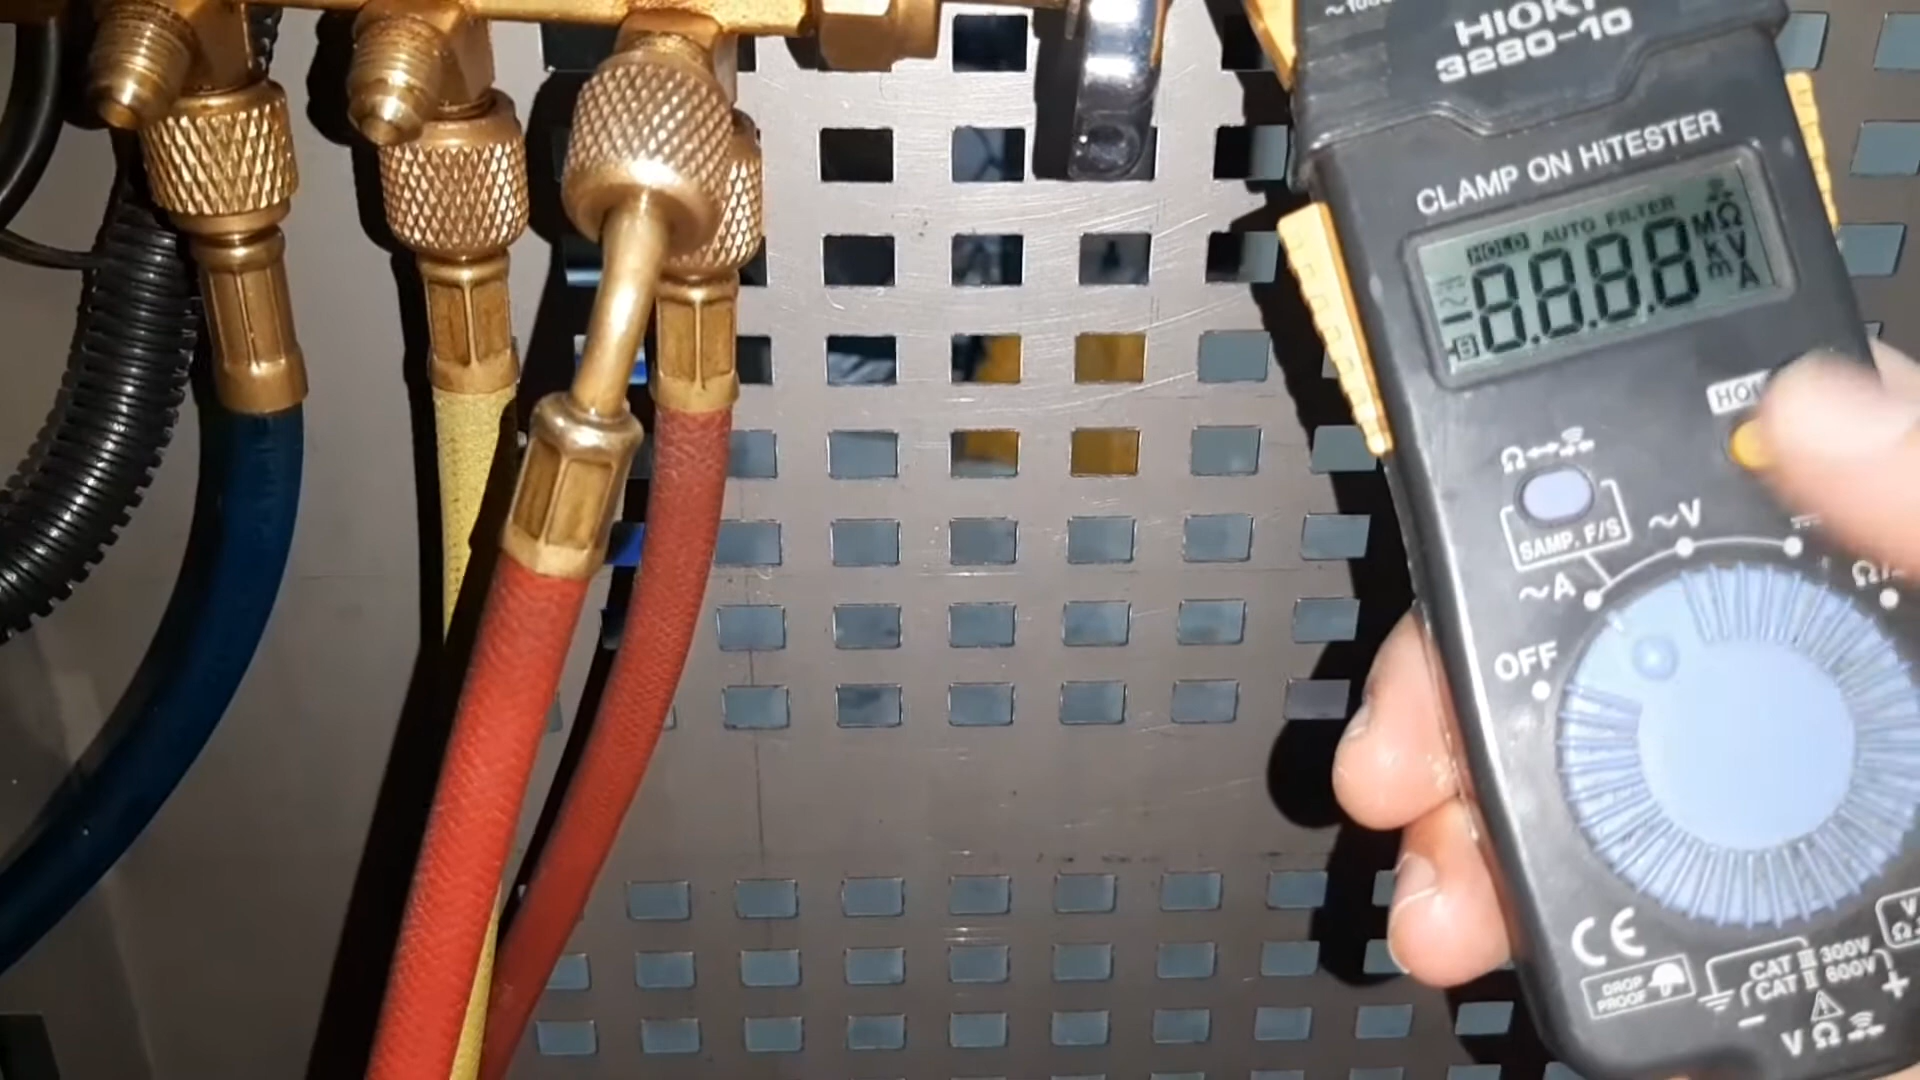 HIOKI
3280-10
CLAMP ON HiTESTER
HOLD AUTO FILTER
MΩ
-8.8.8.8 k V
B m A
HOL
Ω
SAMP. F/S
~V
~A
Ω
OFF
CE
DROP
PROOF
CAT III 300V
CAT II 600V
V
Ω
V Ω